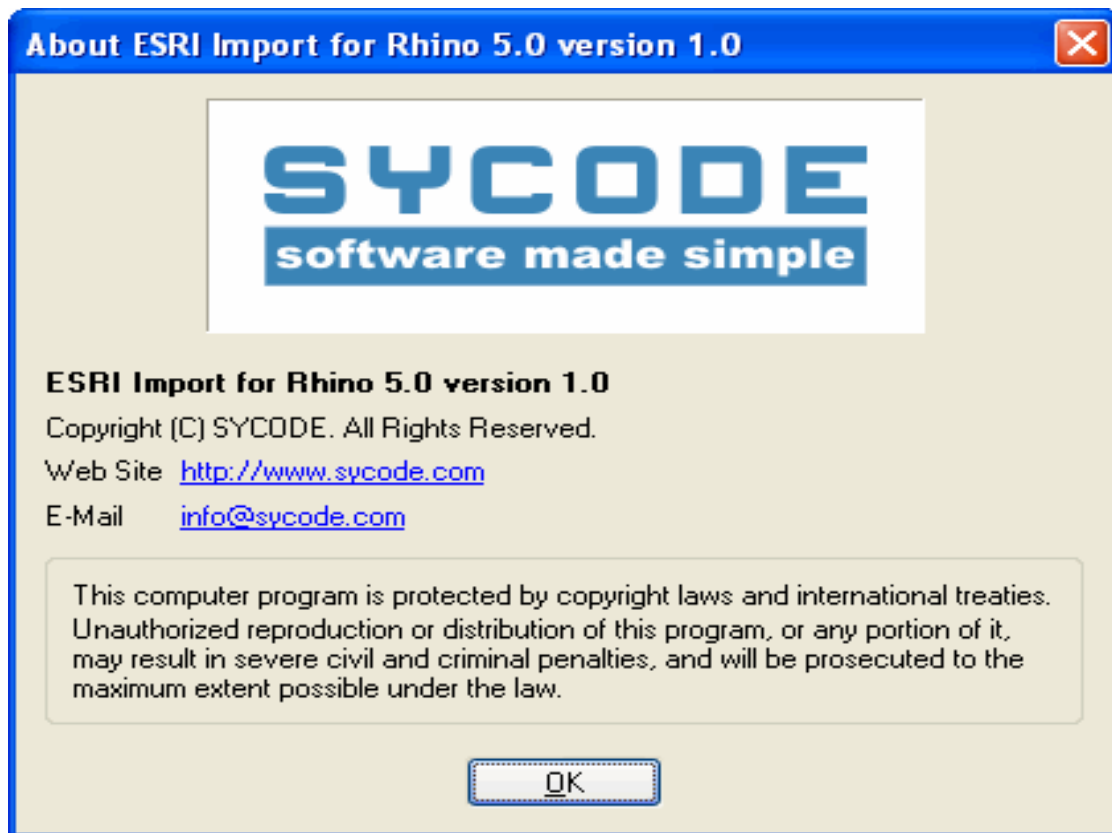 About ESRI Import for Rhino 5.0 version 1.0
SYCODE
software made simple
ESRI Import for Rhino 5.0 version 1.0
Copyright (C) SYCODE. All Rights Reserved.
Web Site http://www.sycode.com
E-Mail info@sycode.com
This computer program is protected by copyright laws and international treaties.
Unauthorized reproduction or distribution of this program, or any portion of it,
may result in severe civil and criminal penalties, and will be prosecuted to the
maximum extent possible under the law.
OK